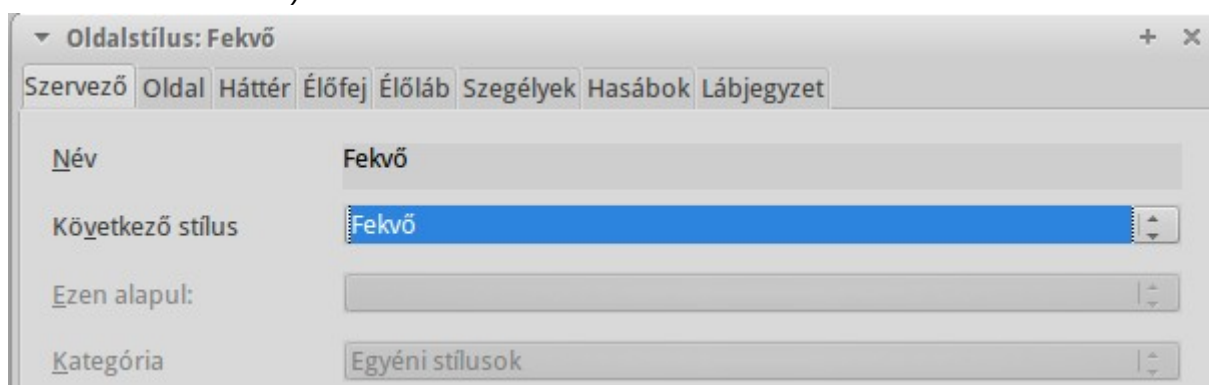 Oldalstílus: Fekvő
Szervező Oldal Háttér Élőfej Élőláb Szegélyek Hasábok Lábjegyzet
Név Fekvő
Következő stílus Fekvő
Ezen alapul:
Kategória Egyéni stílusok